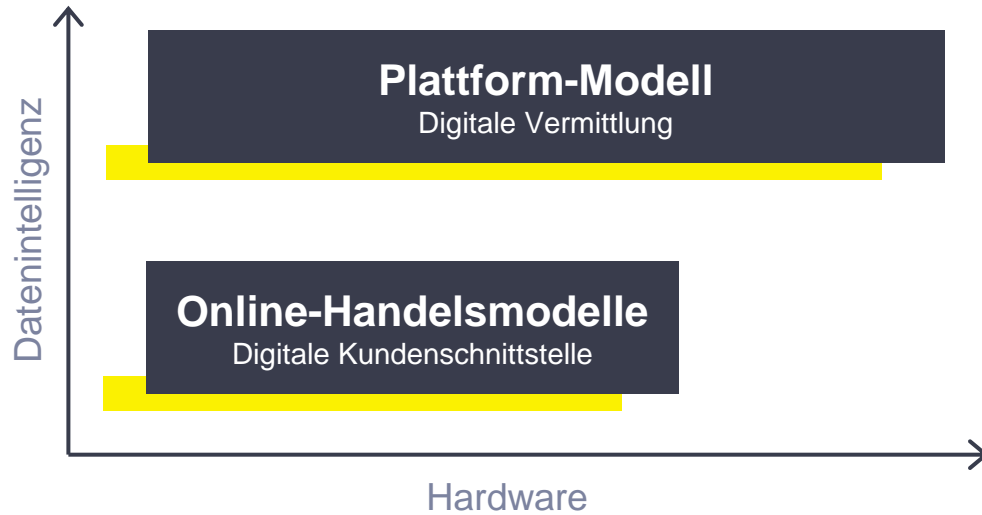 Plattform-Modell
Digitale Vermittlung
Datenintelligenz
Online-Handelsmodelle
Digitale Kundenschnittstelle
Hardware